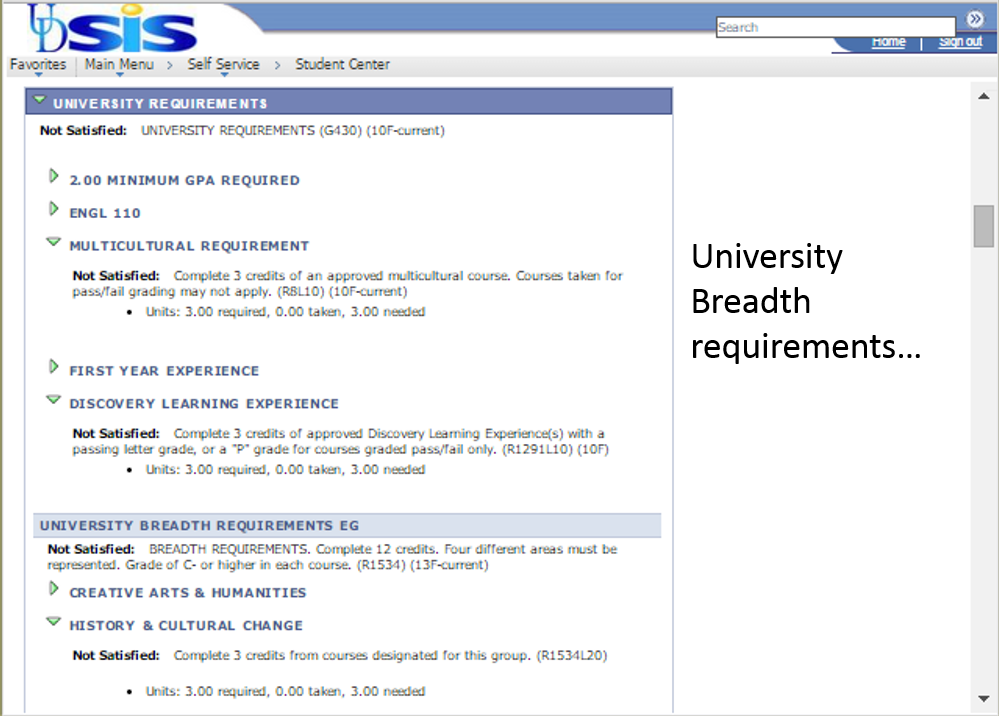 UDSIS
Search
Home | Sign out
Favorites Main Menu > Self Service > Student Center
UNIVERSITY REQUIREMENTS
Not Satisfied: UNIVERSITY REQUIREMENTS (G430) (10F-current)
2.00 MINIMUM GPA REQUIRED
ENGL 110
MULTICULTURAL REQUIREMENT
Not Satisfied: Complete 3 credits of an approved multicultural course. Courses taken for
pass/fail grading may not apply. (R8L10) (10F-current)
• Units: 3.00 required, 0.00 taken, 3.00 needed
FIRST YEAR EXPERIENCE
DISCOVERY LEARNING EXPERIENCE
Not Satisfied: Complete 3 credits of approved Discovery Learning Experience(s) with a
passing letter grade, or a "P" grade for courses graded pass/fail only. (R1291L10) (10F)
• Units: 3.00 required, 0.00 taken, 3.00 needed
UNIVERSITY BREADTH REQUIREMENTS EG
Not Satisfied: BREADTH REQUIREMENTS. Complete 12 credits. Four different areas must be
represented. Grade of C- or higher in each course. (R1534) (13F-current)
CREATIVE ARTS & HUMANITIES
HISTORY & CULTURAL CHANGE
Not Satisfied: Complete 3 credits from courses designated for this group. (R1534L20)
• Units: 3.00 required, 0.00 taken, 3.00 needed
University
Breadth
requirements...